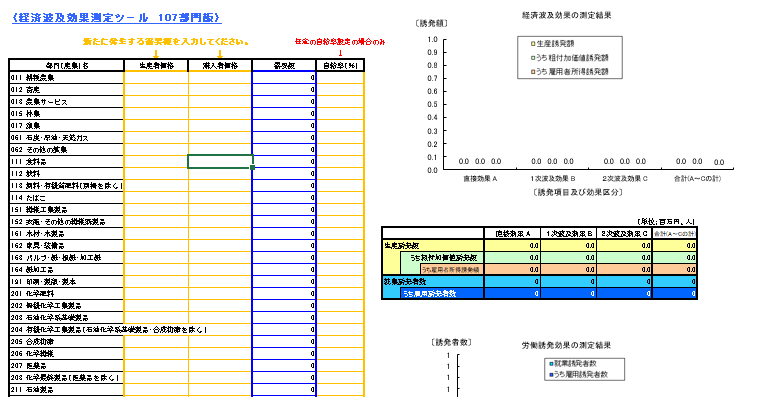 《経済波及効果測定ツール　107部門版》
新たに発生する需要額を入力してください。
任意の自給率設定の場合のみ
↓ ↓ ↓
部門(産業)名 生産者価格 購入者価格 需要額 自給率(%)
011 耕種農業 0
012 畜産 0
013 農業サービス 0
015 林業 0
017 漁業 0
061 石炭・原油・天然ガス 0
062 その他の鉱業 0
111 食料品 0
112 飲料 0
113 飼料・有機質肥料(別掲を除く) 0
114 たばこ 0
151 繊維工業製品 0
152 衣服・その他の繊維既製品 0
161 木材・木製品 0
162 家具・装備品 0
163 パルプ・紙・板紙・加工紙 0
164 紙加工品 0
191 印刷・製版・製本 0
201 化学肥料 0
202 無機化学工業製品 0
203 石油化学系基礎製品 0
204 有機化学工業製品(石油化学系基礎製品・合成樹脂を除く) 0
205 合成樹脂 0
206 化学繊維 0
207 医薬品 0
208 化学最終製品(医薬品を除く) 0
211 石油製品 0
経済波及効果の測定結果
〔誘発額〕
生産誘発額
うち粗付加価値誘発額
うち雇用者所得誘発額
1.0
0.9
0.8
0.7
0.6
0.5
0.4
0.3
0.2
0.1
0.0
0.0 0.0 0.0 0.0 0.0 0.0 0.0 0.0 0.0 0.0 0.0 0.0
直接効果 A 1次波及効果 B 2次波及効果 C 合計(A～Cの計)
〔誘発項目及び効果区分〕
(単位：百万円、人)
直接効果 A 1次波及効果 B 2次波及効果 C 合計(A～Cの計)
生産誘発額 0.0 0.0 0.0 0.0
うち粗付加価値誘発額 0.0 0.0 0.0 0.0
うち雇用者所得誘発額 0.0 0.0 0.0 0.0
就業誘発者数 0 0 0 0
うち雇用誘発者数 0 0 0 0
労働誘発効果の測定結果
〔誘発者数〕
就業誘発者数
うち雇用誘発者数
1
1
1
1